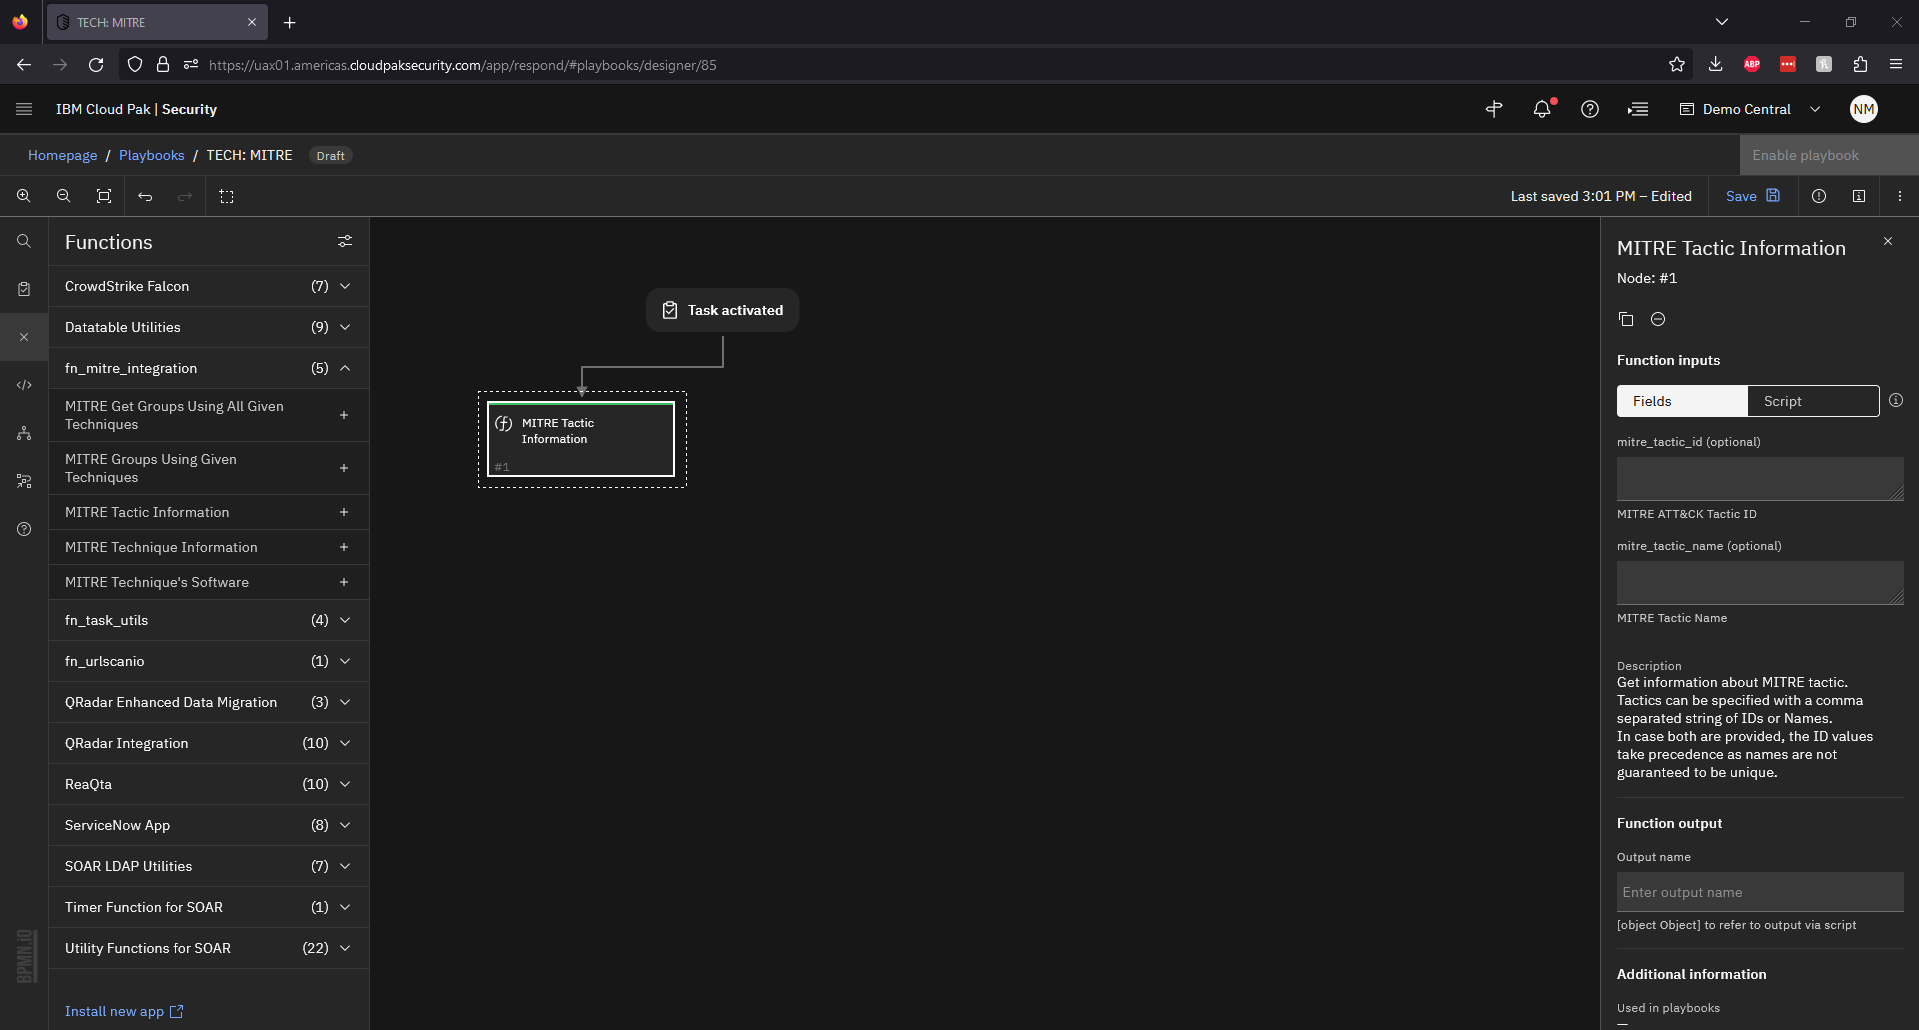 TECH: MITRE
https://uax01.americas.cloudpaksecurity.com/app/respond/#playbooks/designer/85
ABP
IBM Cloud Pak | Security
Demo Central
NM
Homepage / Playbooks / TECH: MITRE
Draft
Enable playbook
Last saved 3:01 PM – Edited
Save
Functions
CrowdStrike Falcon (7)
Datatable Utilities (9)
fn_mitre_integration (5)
MITRE Get Groups Using All Given
Techniques
MITRE Groups Using Given
Techniques
MITRE Tactic Information
MITRE Technique Information
MITRE Technique's Software
fn_task_utils (4)
fn_urlscanio (1)
QRadar Enhanced Data Migration (3)
QRadar Integration (10)
ReaQta (10)
ServiceNow App (8)
SOAR LDAP Utilities (7)
Timer Function for SOAR (1)
Utility Functions for SOAR (22)
Install new app
BPMN.iO
Task activated
MITRE Tactic
Information
#1
MITRE Tactic Information
Node: #1
Function inputs
Fields
Script
mitre_tactic_id (optional)
MITRE ATT&CK Tactic ID
mitre_tactic_name (optional)
MITRE Tactic Name
Description
Get information about MITRE tactic.
Tactics can be specified with a comma
separated string of IDs or Names.
In case both are provided, the ID values
take precedence as names are not
guaranteed to be unique.
Function output
Output name
Enter output name
[object Object] to refer to output via script
Additional information
Used in playbooks
—